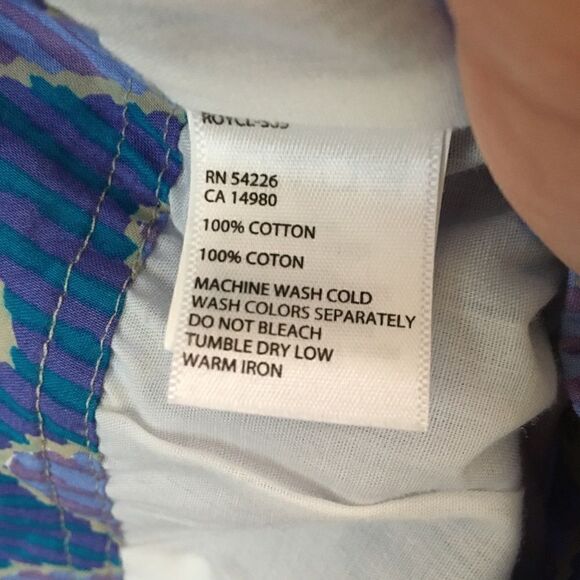 RN 54226
CA 14980
100% COTTON
100% COTON
MACHINE WASH COLD
WASH COLORS SEPARATELY
DO NOT BLEACH
TUMBLE DRY LOW
WARM IRON